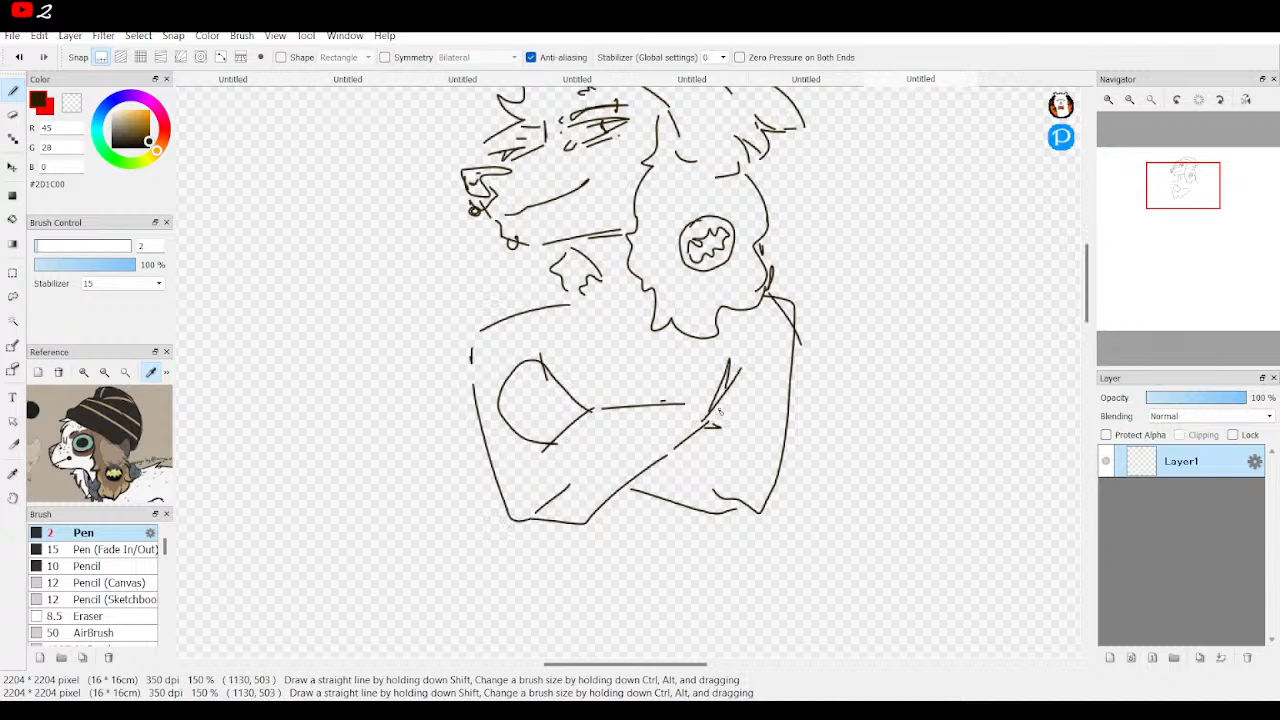 2
File Edit Layer Filter Select Snap Color Brush View Tool Window Help
Snap Shape Rectangle Symmetry Bilateral Anti-aliasing Stabilizer (Global settings) 0 Zero Pressure on Both Ends
Color Untitled Untitled Untitled Untitled Untitled Untitled Untitled Navigator
R 45
G 28
B 0
#2D1C00
Brush Control
2
100 %
Stabilizer 15
Reference
Layer
Opacity 100 %
Blending Normal
Protect Alpha Clipping Lock
Layer1
Brush
2 Pen
15 Pen (Fade In/Out)
10 Pencil
12 Pencil (Canvas)
12 Pencil (Sketchboo
8.5 Eraser
50 AirBrush
2204 * 2204 pixel (16 * 16cm) 350 dpi 150 % ( 1130, 503 ) Draw a straight line by holding down Shift, Change a brush size by holding down Ctrl, Alt, and dragging
2204 * 2204 pixel (16 * 16cm) 350 dpi 150 % ( 1130, 503 ) Draw a straight line by holding down Shift, Change a brush size by holding down Ctrl, Alt, and dragging